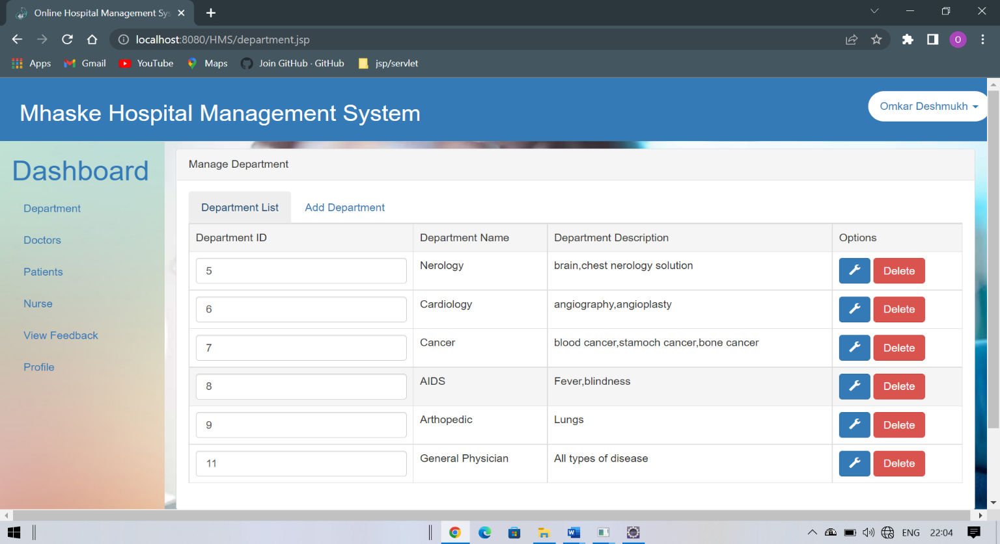 Online Hospital Management Sys
localhost:8080/HMS/department.jsp
O
Apps Gmail YouTube Maps Join GitHub · GitHub jsp/servlet
Mhaske Hospital Management System
Omkar Deshmukh
Dashboard
Department
Doctors
Patients
Nurse
View Feedback
Profile
Manage Department
Department List Add Department
Department ID Department Name Department Description Options
5 Nerology brain,chest nerology solution Delete
6 Cardiology angiography,angioplasty Delete
7 Cancer blood cancer,stamoch cancer,bone cancer Delete
8 AIDS Fever,blindness Delete
9 Arthopedic Lungs Delete
11 General Physician All types of disease Delete
ENG 22:04